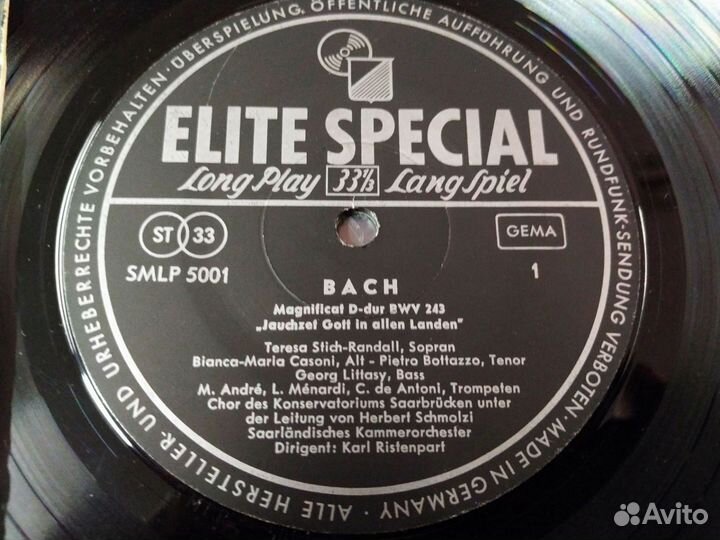 ALLE HERSTELLER- UND URHEBERRECHTE VORBEHALTEN · ÜBERSPIELUNG, ÖFFENTLICHE AUFFÜHRUNG UND RUNDFUNK-SENDUNG VERBOTEN · MADE IN GERMANY ·
ELITE SPECIAL
Long Play 33⅓ Lang Spiel
ST 33
GEMA
SMLP 5001
1
BACH
Magnificat D-dur BWV 243
„Jauchzet Gott in allen Landen"
Teresa Stich-Randall, Sopran
Bianca-Maria Casoni, Alt - Pietro Bottazzo, Tenor
Georg Littasy, Bass
M. André, L. Ménardi, C. de Antoni, Trompeten
Chor des Konservatoriums Saarbrücken unter
der Leitung von Herbert Schmolzi
Saarländisches Kammerorchester
Dirigent: Karl Ristenpart
Avito